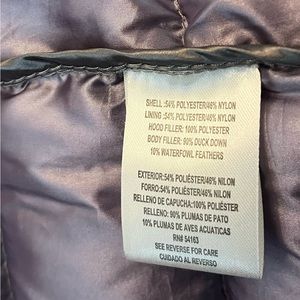 SHELL :54% POLYESTER/46% NYLON
LINING :54% POLYESTER/46% NYLON
HOOD FILLER: 100% POLYESTER
BODY FILLER: 90% DUCK DOWN
10% WATERFOWL FEATHERS
EXTERIOR:54% POLIÉSTER/46% NILON
FORRO:54% POLIÉSTER/46% NILON
RELLENO DE CAPUCHA:100% POLIÉSTER
RELLENO: 90% PLUMAS DE PATO
10% PLUMAS DE AVES ACUATICAS
RN# 54163
SEE REVERSE FOR CARE
CUIDADO AL REVERSO